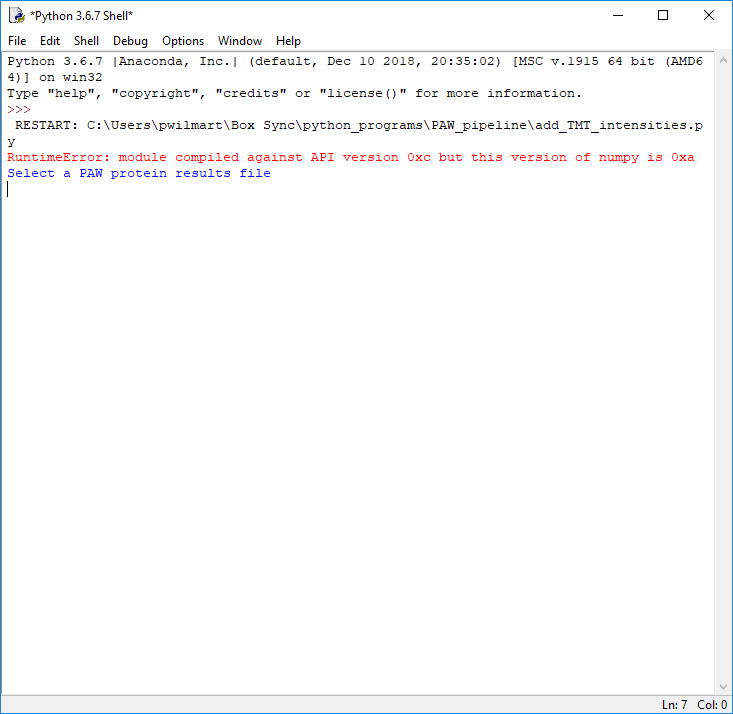 *Python 3.6.7 Shell*
File Edit Shell Debug Options Window Help
Python 3.6.7 |Anaconda, Inc.| (default, Dec 10 2018, 20:35:02) [MSC v.1915 64 bit (AMD6
4)] on win32
Type "help", "copyright", "credits" or "license()" for more information.
>>>
 RESTART: C:\Users\pwilmart\Box Sync\python_programs\PAW_pipeline\add_TMT_intensities.p
y
RuntimeError: module compiled against API version 0xc but this version of numpy is 0xa
Select a PAW protein results file
Ln: 7 Col: 0